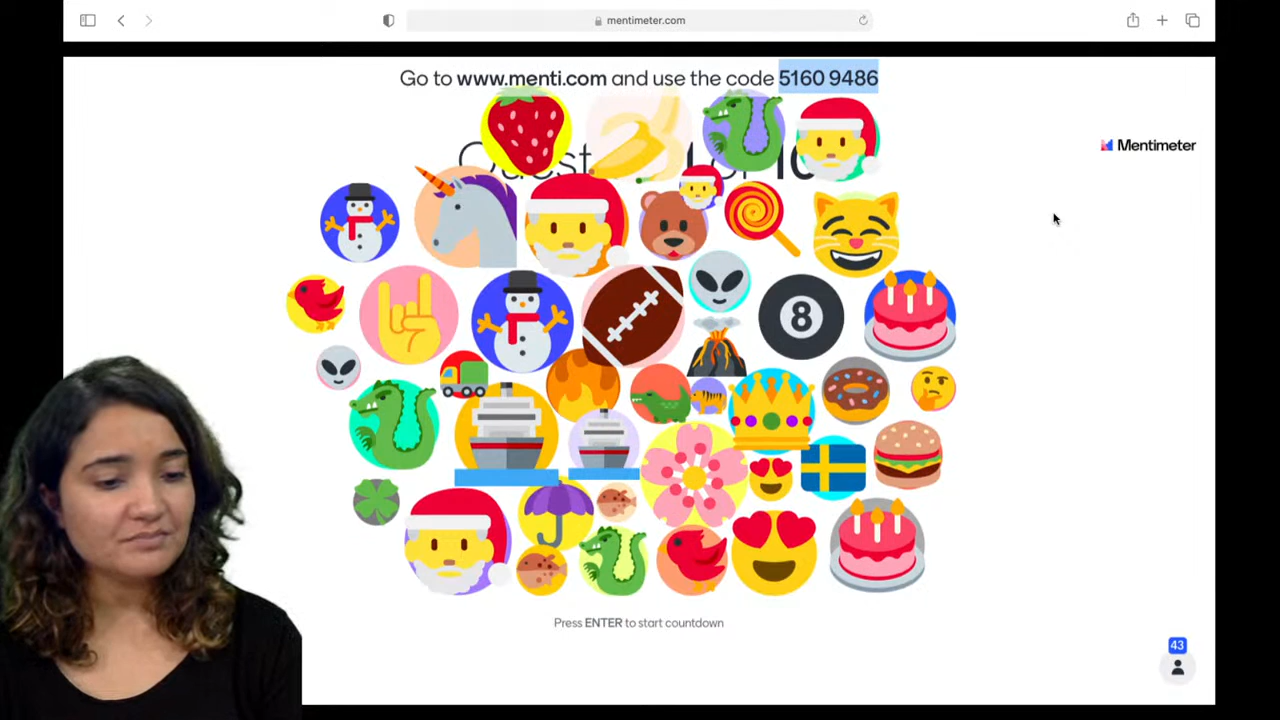 mentimeter.com
Go to www.menti.com and use the code 5160 9486
Mentimeter
8
Press ENTER to start countdown
43